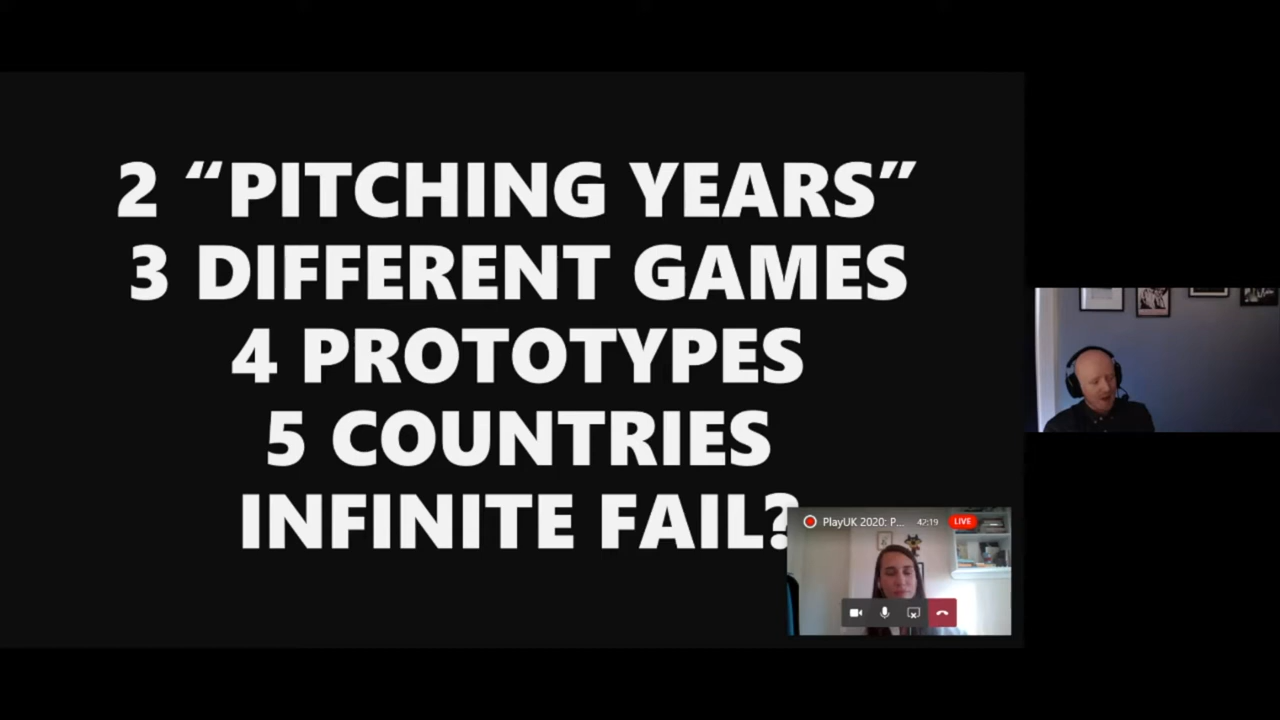 2 “PITCHING YEARS”
3 DIFFERENT GAMES
4 PROTOTYPES
5 COUNTRIES
INFINITE FAIL?
PlayUK 2020: P... 42:19 LIVE